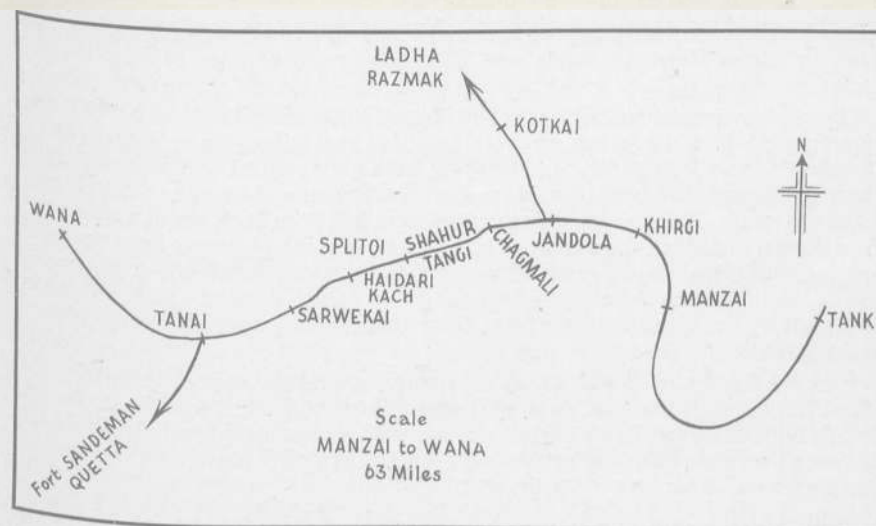 LADHA
RAZMAK
KOTKAI
N
WANA
KHIRGI
SPLITOI
SHAHUR
TANGI
CHAGMALI
JANDOLA
HAIDARI
KACH
MANZAI
TANAI
SARWEKAI
TANK
Fort SANDEMAN
QUETTA
Scale
MANZAI to WANA
63 Miles